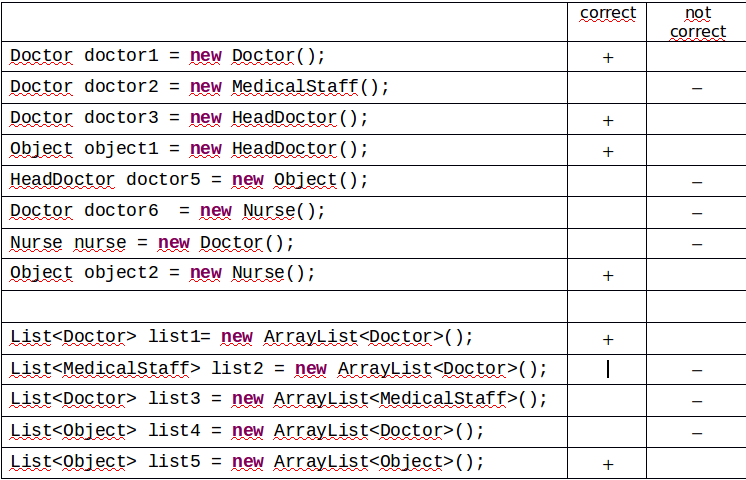 correct not
correct
Doctor doctor1 = new Doctor(); +
Doctor doctor2 = new MedicalStaff(); –
Doctor doctor3 = new HeadDoctor(); +
Object object1 = new HeadDoctor(); +
HeadDoctor doctor5 = new Object(); –
Doctor doctor6 = new Nurse(); –
Nurse nurse = new Doctor(); –
Object object2 = new Nurse(); +
List<Doctor> list1= new ArrayList<Doctor>(); +
List<MedicalStaff> list2 = new ArrayList<Doctor>(); –
List<Doctor> list3 = new ArrayList<MedicalStaff>(); –
List<Object> list4 = new ArrayList<Doctor>(); –
List<Object> list5 = new ArrayList<Object>(); +